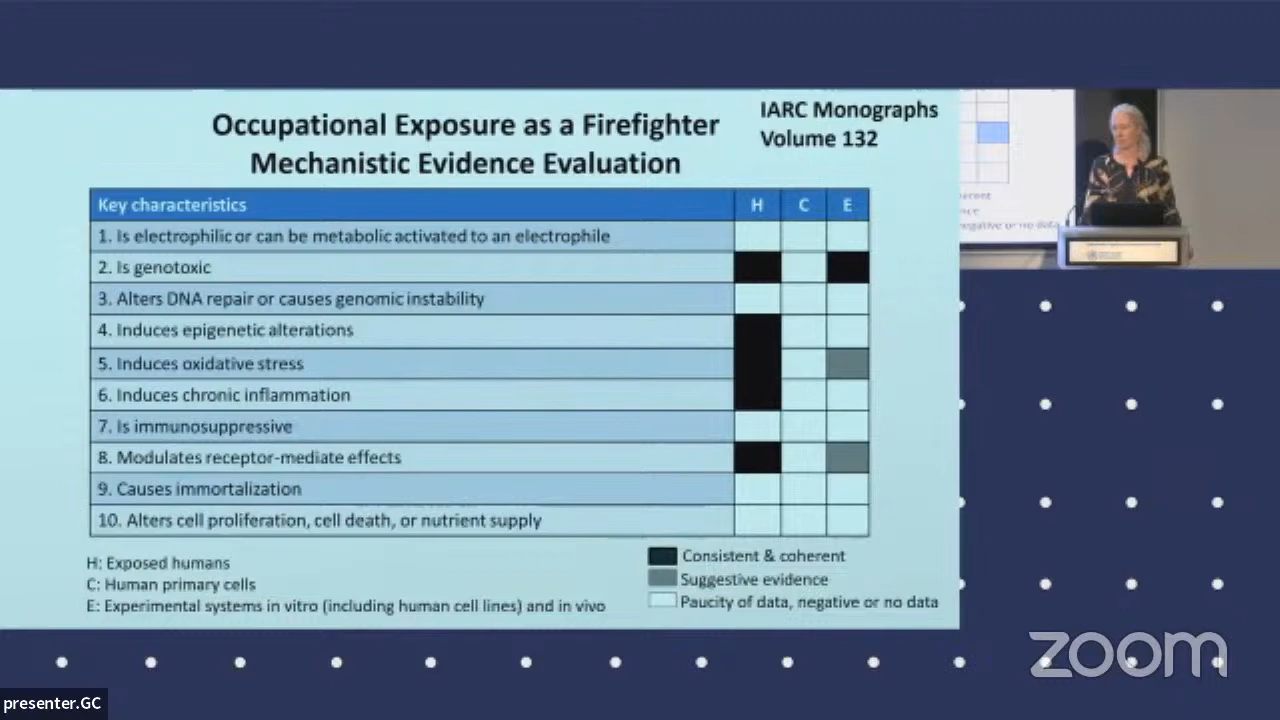 Occupational Exposure as a Firefighter
Mechanistic Evidence Evaluation
IARC Monographs
Volume 132
Key characteristics H C E
1. Is electrophilic or can be metabolic activated to an electrophile
2. Is genotoxic
3. Alters DNA repair or causes genomic instability
4. Induces epigenetic alterations
5. Induces oxidative stress
6. Induces chronic inflammation
7. Is immunosuppressive
8. Modulates receptor-mediate effects
9. Causes immortalization
10. Alters cell proliferation, cell death, or nutrient supply
H: Exposed humans
C: Human primary cells
E: Experimental systems in vitro (including human cell lines) and in vivo
Consistent & coherent
Suggestive evidence
Paucity of data, negative or no data
negative or no data
zoom
presenter.GC